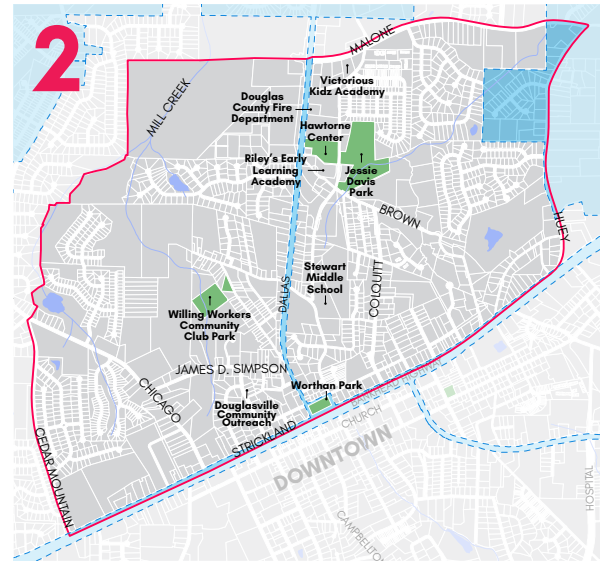 2
MALONE
Victorious
Kidz Academy
MILL CREEK
Douglas
County Fire
Department
Hawtorne
Center
Riley's Early
Learning
Academy
Jessie
Davis
Park
BROWN
HUEY
Stewart
Middle
School
COLQUITT
DALLAS
Willing Workers
Community
Club Park
JAMES D. SIMPSON
Worthan Park
CHICAGO
Douglasville
Community
Outreach
CHURCH
STRICKLAND
CEDAR MOUNTAIN
DOWNTOWN
HOSPITAL
CAMPBELLTON